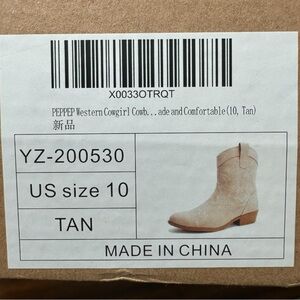 X0033OTRQT
PEPPEP Western Cowgirl Cowb...ade and Comfortable(10, Tan)
新品
YZ-200530
US size 10
TAN
MADE IN CHINA